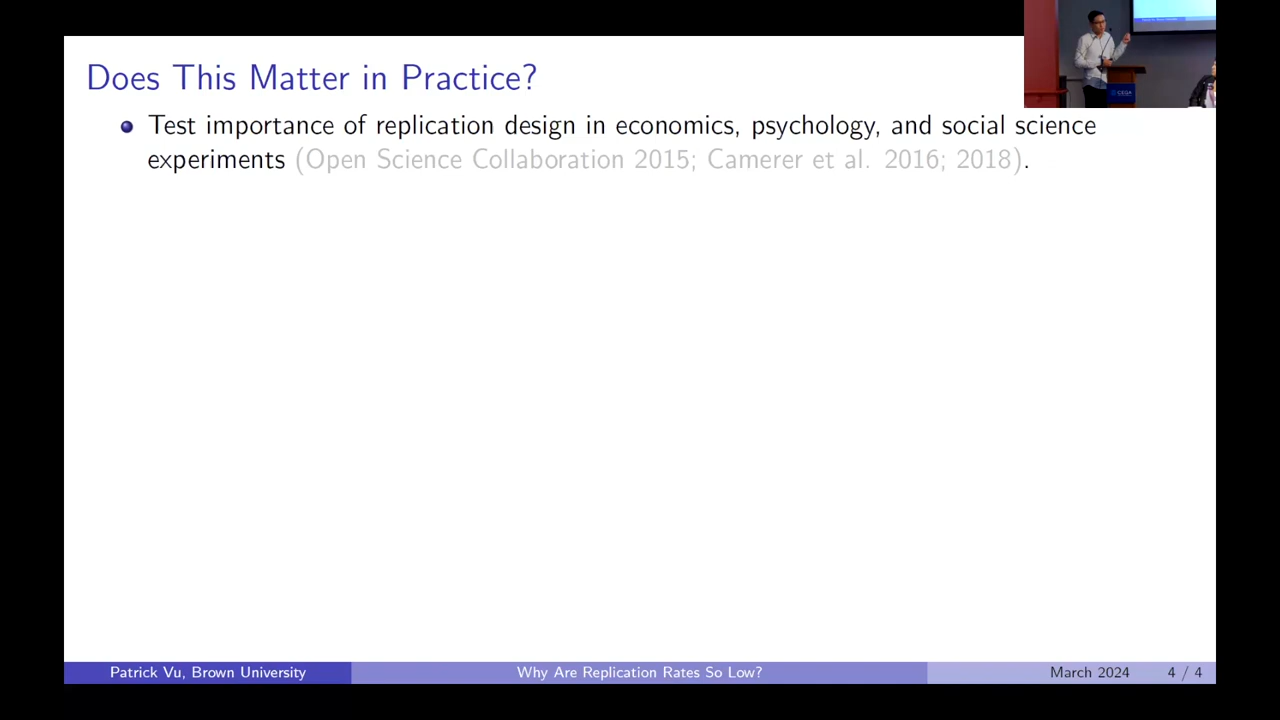 Does This Matter in Practice?
Test importance of replication design in economics, psychology, and social science
experiments (Open Science Collaboration 2015; Camerer et al. 2016; 2018).
Patrick Vu, Brown University
Why Are Replication Rates So Low?
March 2024
4 / 4
CEGA